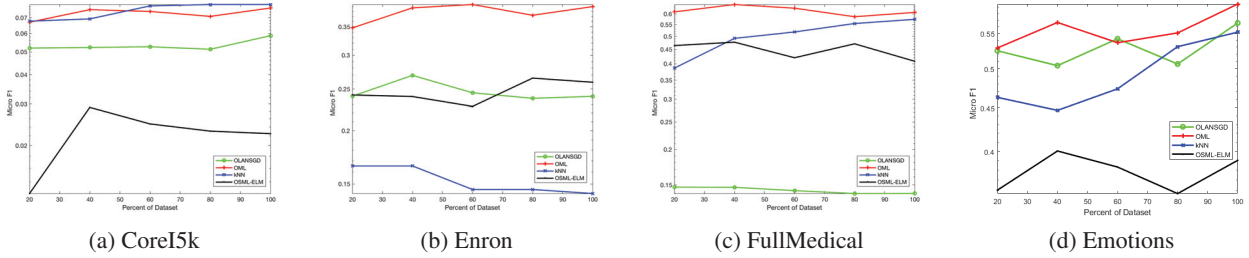 0.07
0.06
0.05
0.03
0.02
Micro F1
OLANSGD
OML
kNN
OSML-ELM
20 30 40 50 60 70 80 90 100
Percent of Dataset
(a) CoreI5k
0.35
0.3
0.25
0.2
0.15
Micro F1
OLANSGD
OML
kNN
OSML-ELM
20 30 40 50 60 70 80 90 100
Percent of Dataset
(b) Enron
0.6
0.55
0.5
0.45
0.4
0.35
0.3
0.25
0.2
0.15
Micro F1
OLANSGD
OML
kNN
OSML-ELM
20 30 40 50 60 70 80 90 100
Percent of Dataset
(c) FullMedical
0.55
0.5
0.45
0.4
Micro F1
OLANSGD
OML
kNN
OSML-ELM
20 30 40 50 60 70 80 90 100
Percent of Dataset
(d) Emotions